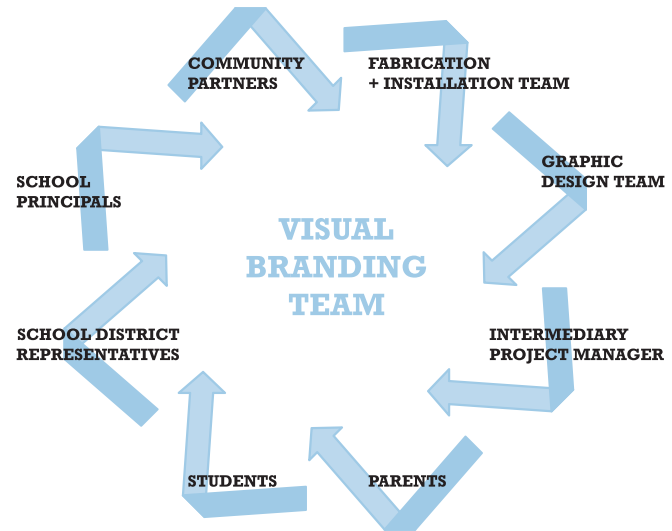 COMMUNITY
PARTNERS
FABRICATION
+ INSTALLATION TEAM
GRAPHIC
DESIGN TEAM
SCHOOL
PRINCIPALS
VISUAL
BRANDING
TEAM
SCHOOL DISTRICT
REPRESENTATIVES
INTERMEDIARY
PROJECT MANAGER
STUDENTS
PARENTS